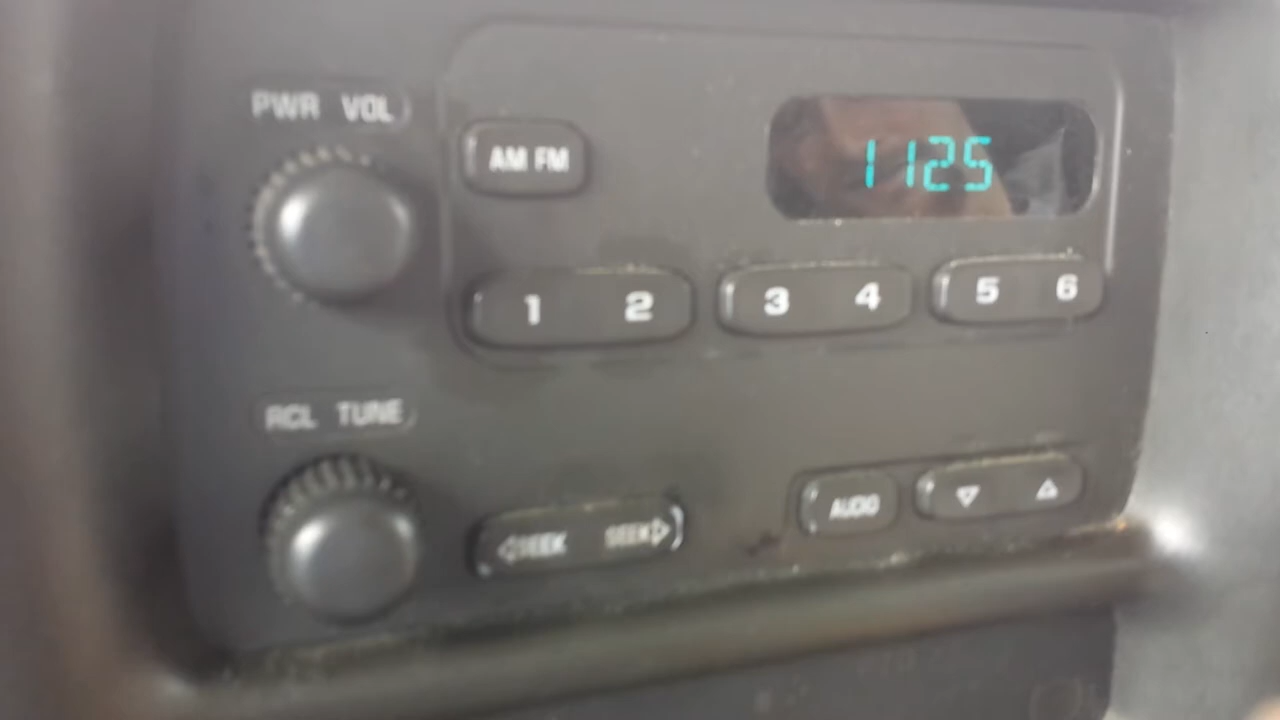 PWR VOL
AM FM
1125
1 2 3 4 5 6
RCL TUNE
SEEK SEEK
AUDIO